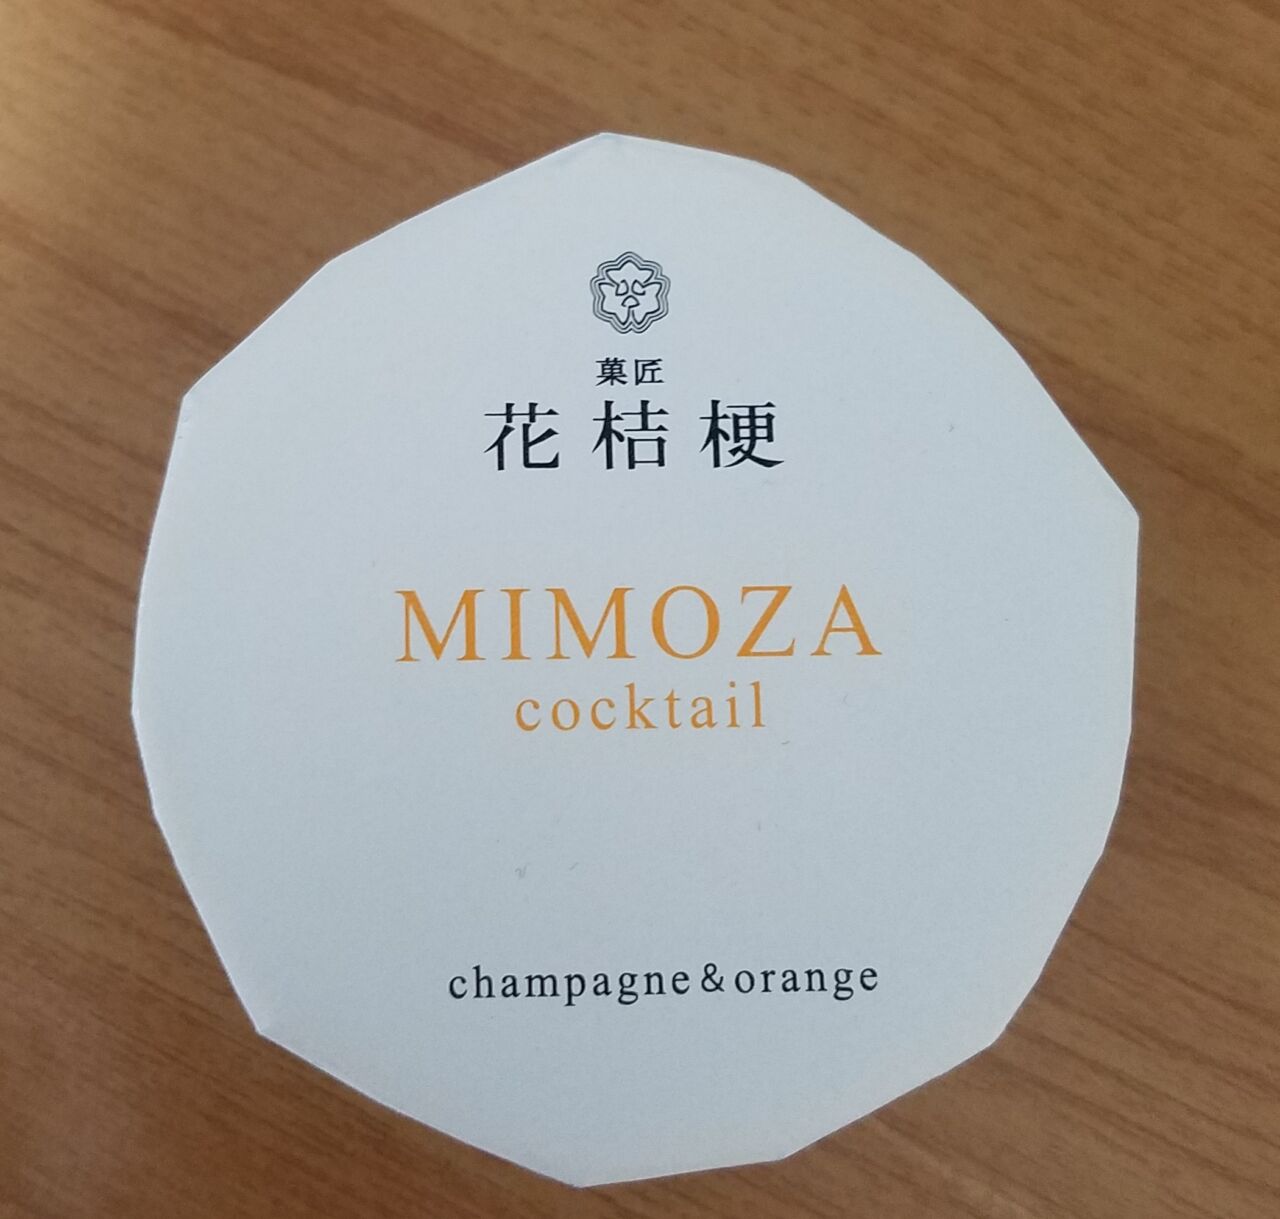 菓匠
花桔梗
MIMOZA
cocktail
champagne&orange